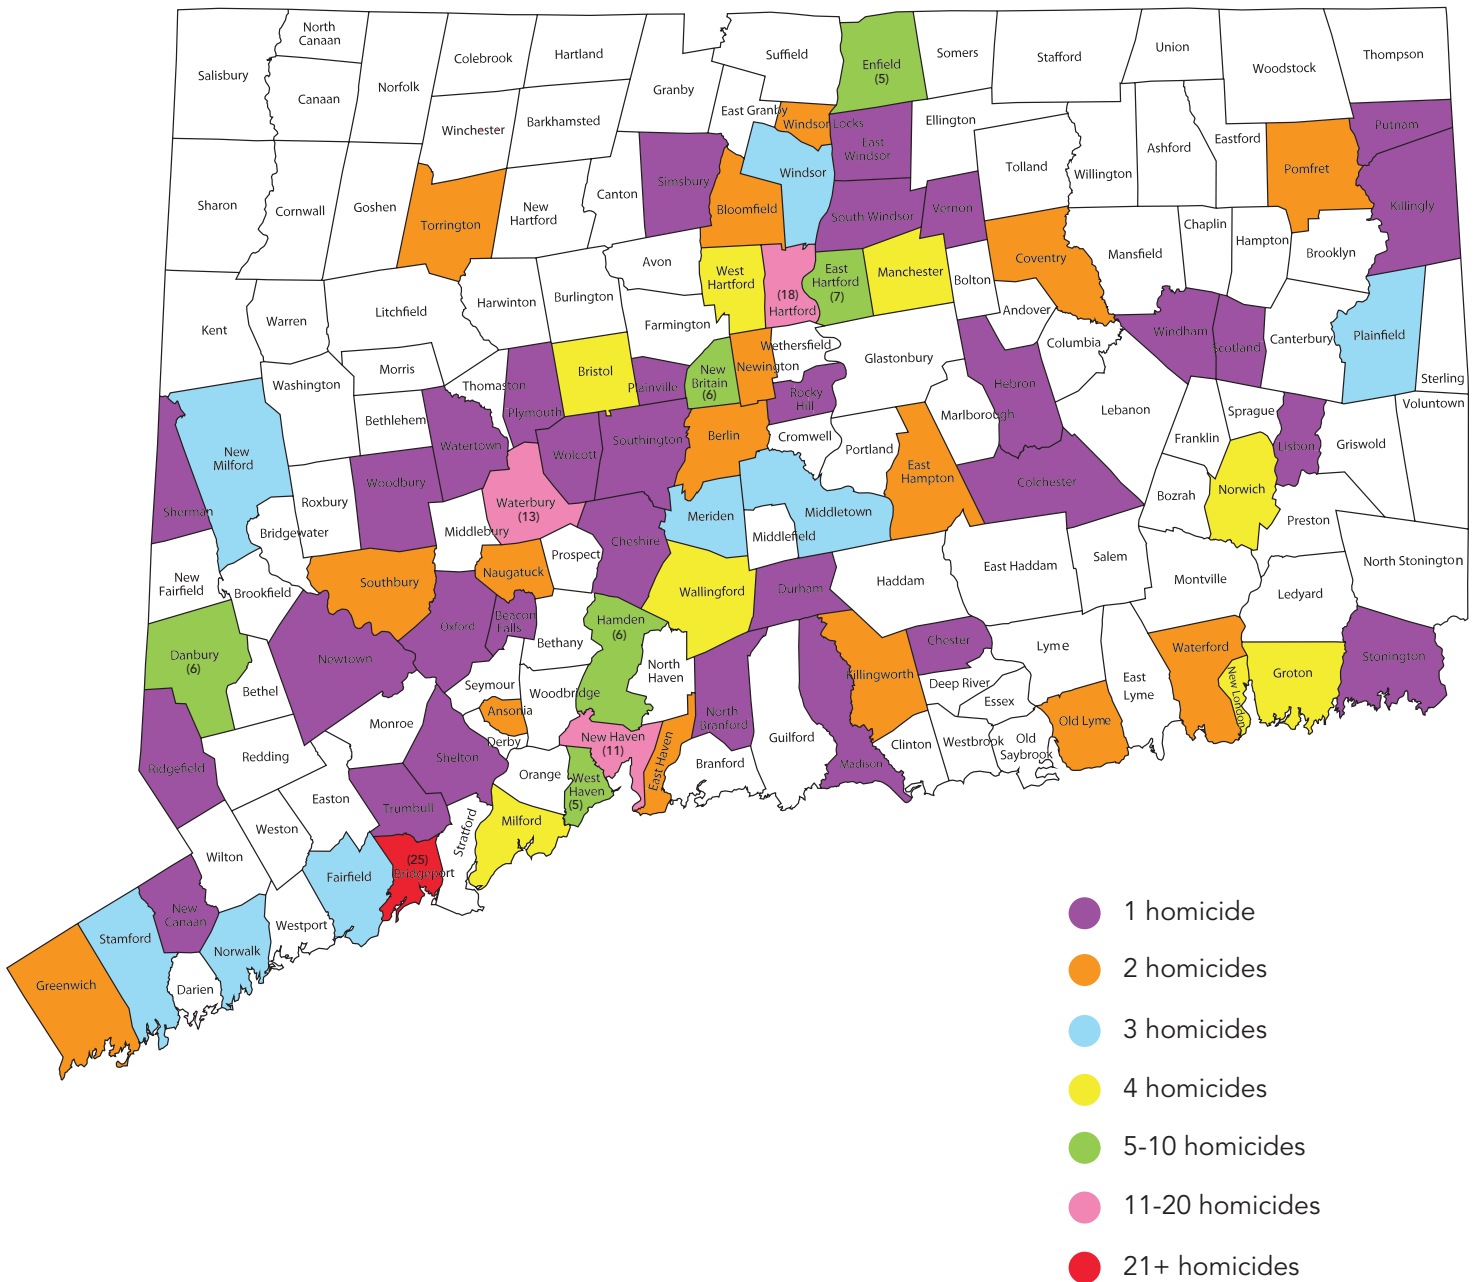 North
Canaan
Colebrook
Hartland
Suffield
Enfield
(5)
Somers
Stafford
Union
Woodstock
Thompson
Salisbury
Canaan
Norfolk
Granby
Winchester
Barkhamsted
East Granby
Windsor Locks
East
Windsor
Ellington
Tolland
Willington
Ashford
Eastford
Pomfret
Putnam
Killingly
Sharon
Cornwall
Goshen
Torrington
New
Hartford
Canton
Simsbury
Bloomfield
Windsor
South Windsor
Vernon
Coventry
Mansfield
Chaplin
Hampton
Brooklyn
Kent
Warren
Litchfield
Harwinton
Burlington
Avon
Farmington
West
Hartford
(18)
Hartford
East
Hartford
(7)
Manchester
Bolton
Andover
Columbia
Windham
Scotland
Canterbury
Plainfield
Sterling
Washington
Morris
Bethlehem
Thomaston
Plymouth
Bristol
Plainville
New
Britain
(6)
Newington
Wethersfield
Rocky
Hill
Glastonbury
Marlborough
Hebron
Lebanon
Franklin
Sprague
Lisbon
Griswold
Voluntown
New
Milford
Sherman
Roxbury
Bridgewater
Woodbury
Watertown
Wolcott
Southington
Berlin
Cromwell
Portland
East
Hampton
Colchester
Bozrah
Norwich
Preston
North Stonington
New
Fairfield
Brookfield
Southbury
Middlebury
Waterbury
(13)
Naugatuck
Prospect
Cheshire
Meriden
Middlefield
Middletown
Wallingford
Durham
Haddam
East Haddam
Salem
Montville
Ledyard
Danbury
(6)
Bethel
Newtown
Oxford
Beacon
Falls
Bethany
Hamden
(6)
North
Haven
North
Branford
Guilford
Madison
Killingworth
Chester
Deep River
Essex
Lyme
East
Lyme
Waterford
New London
Groton
Stonington
Ridgefield
Redding
Monroe
Seymour
Ansonia
Derby
Woodbridge
New Haven
(11)
East Haven
Branford
Clinton
Westbrook
Old
Saybrook
Old Lyme
Shelton
Orange
West
Haven
(5)
Milford
Stratford
Trumbull
Easton
Weston
Wilton
Fairfield
(25)
Bridgeport
New
Canaan
Norwalk
Westport
Darien
Stamford
Greenwich
1 homicide
2 homicides
3 homicides
4 homicides
5-10 homicides
11-20 homicides
21+ homicides